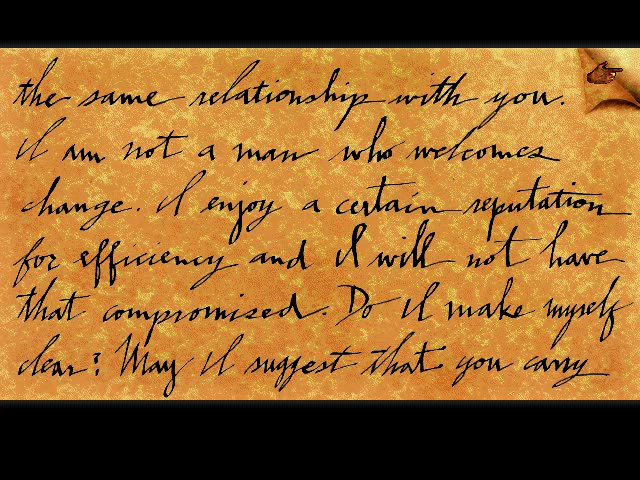 the same relationship with you.
I am not a man who welcomes
change. I enjoy a certain reputation
for efficiency and I will not have
that compromised. Do I make myself
clear? May I suggest that you carry